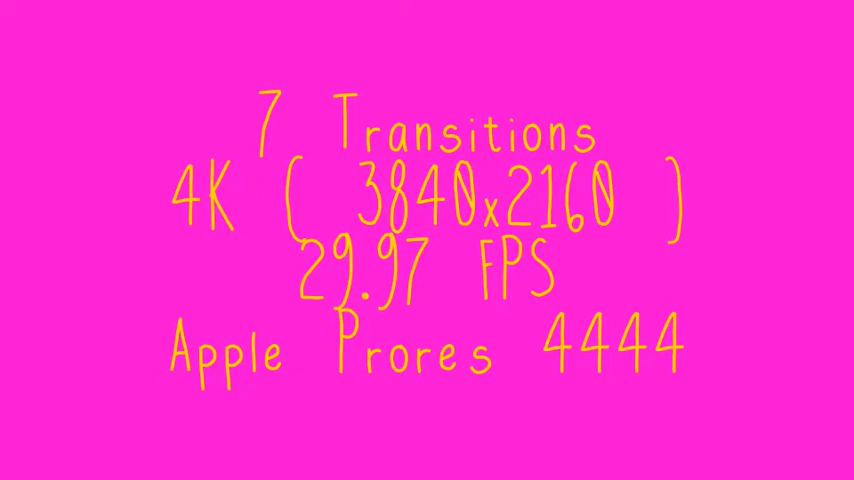 7 Transitions
4K ( 3840x2160 )
29.97 FPS
Apple Prores 4444